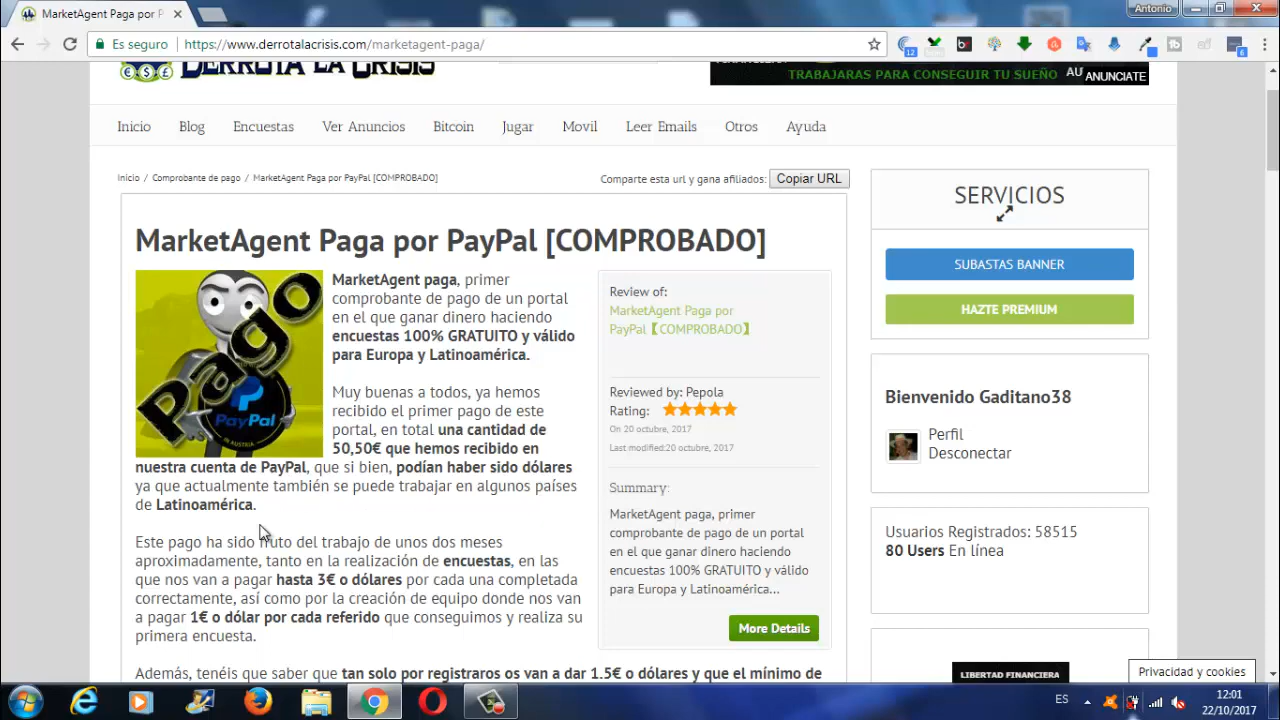 MarketAgent Paga por P
Antonio
Es seguro
https://www.derrotalacrisis.com/marketagent-paga/
12
6
DERROTA LA CRISIS
TRABAJARAS PARA CONSEGUIR TU SUEÑO
AU
ANUNCIATE
Inicio
Blog
Encuestas
Ver Anuncios
Bitcoin
Jugar
Movil
Leer Emails
Otros
Ayuda
Inicio / Comprobante de pago / MarketAgent Paga por PayPal [COMPROBADO]
Comparte esta url y gana afiliados:
Copiar URL
MarketAgent Paga por PayPal [COMPROBADO]
Pago
PayPal
IN AUSTRIA
MarketAgent paga, primer
comprobante de pago de un portal
en el que ganar dinero haciendo
encuestas 100% GRATUITO y válido
para Europa y Latinoamérica.
Muy buenas a todos, ya hemos
recibido el primer pago de este
portal, en total una cantidad de
50,50€ que hemos recibido en
nuestra cuenta de PayPal, que si bien, podían haber sido dólares
ya que actualmente también se puede trabajar en algunos países
de Latinoamérica.
Este pago ha sido fruto del trabajo de unos dos meses
aproximadamente, tanto en la realización de encuestas, en las
que nos van a pagar hasta 3€ o dólares por cada una completada
correctamente, así como por la creación de equipo donde nos van
a pagar 1€ o dólar por cada referido que conseguimos y realiza su
primera encuesta.
Además, tenéis que saber que tan solo por registraros os van a dar 1.5€ o dólares y que el mínimo de
Review of:
MarketAgent Paga por
PayPal【COMPROBADO】
Reviewed by: Pepola
Rating:
On 20 octubre, 2017
Last modified:20 octubre, 2017
Summary:
MarketAgent paga, primer
comprobante de pago de un portal
en el que ganar dinero haciendo
encuestas 100% GRATUITO y válido
para Europa y Latinoamérica...
More Details
SERVICIOS
SUBASTAS BANNER
HAZTE PREMIUM
Bienvenido Gaditano38
Perfil
Desconectar
Usuarios Registrados: 58515
80 Users En línea
LIBERTAD FINANCIERA
Privacidad y cookies
ES
12:01
22/10/2017